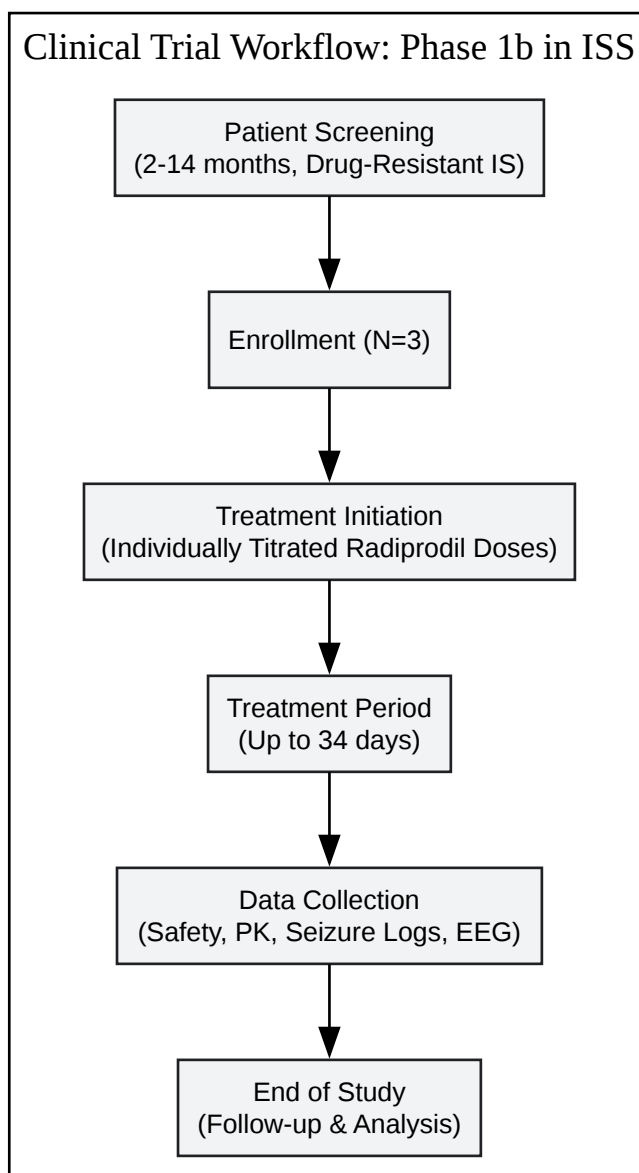 Clinical Trial Workflow: Phase 1b in ISS
Patient Screening
(2-14 months, Drug-Resistant IS)
Enrollment (N=3)
Treatment Initiation
(Individually Titrated Radiprodil Doses)
Treatment Period
(Up to 34 days)
Data Collection
(Safety, PK, Seizure Logs, EEG)
End of Study
(Follow-up & Analysis)